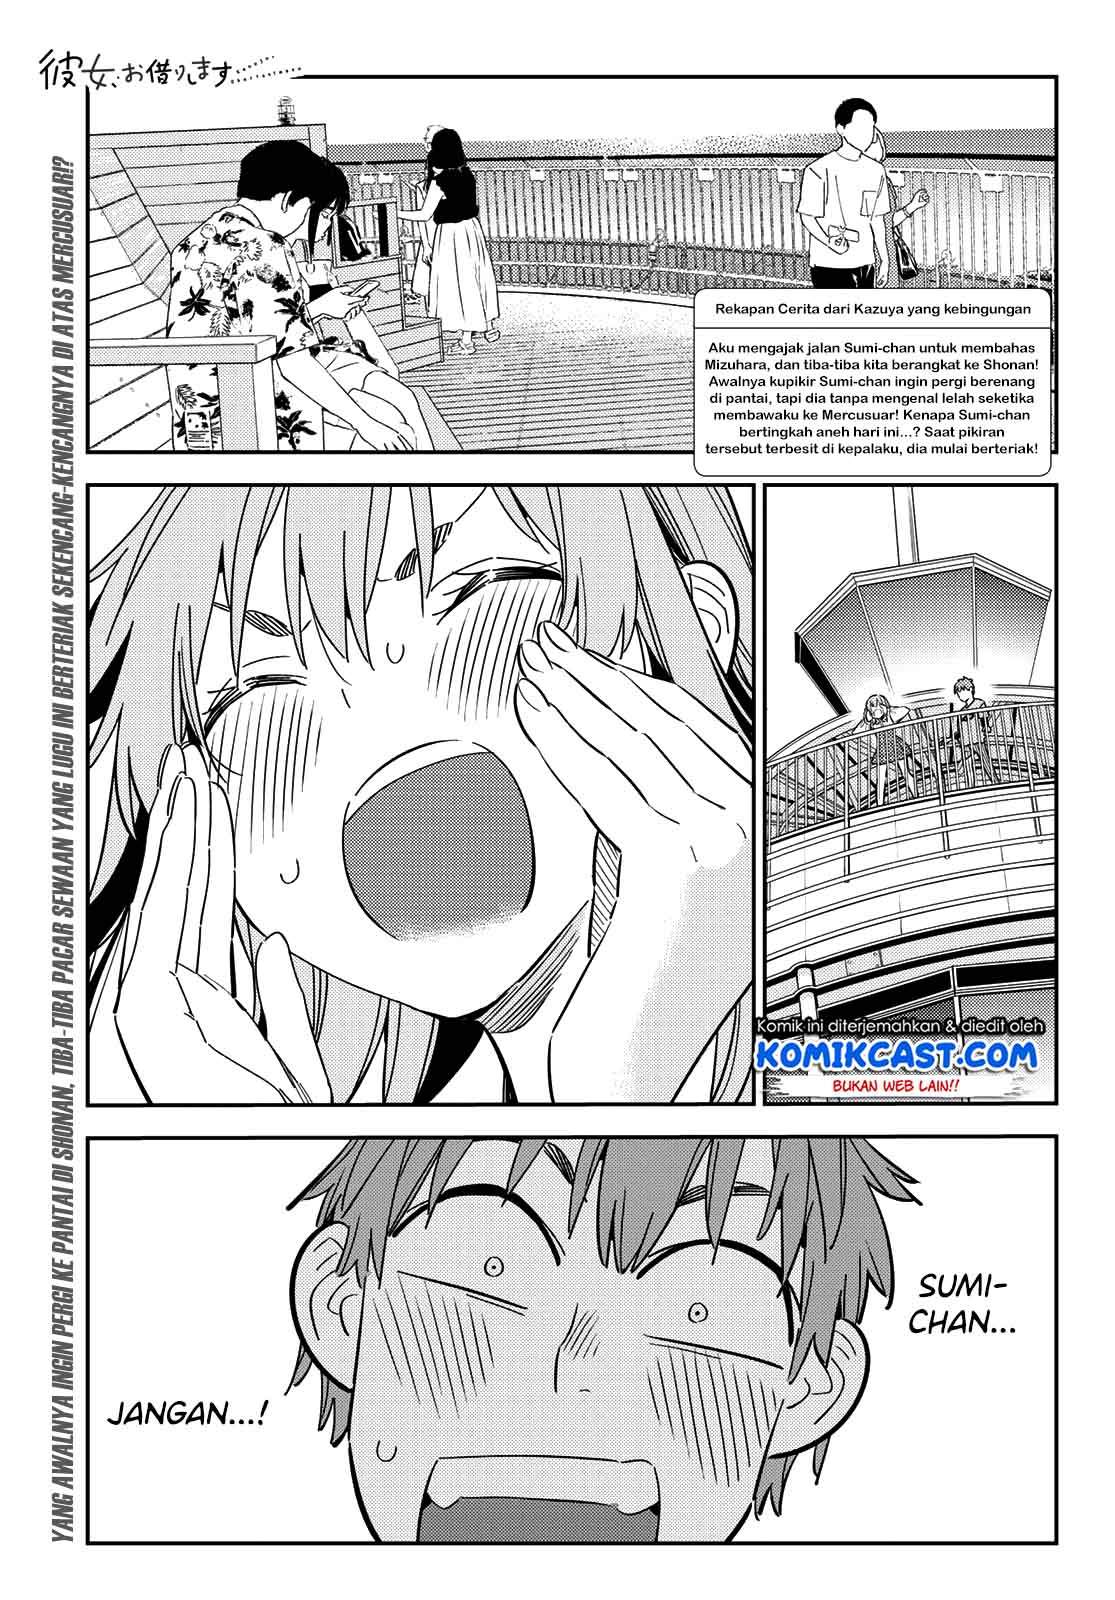 彼女、お借りします
YANG AWALNYA INGIN PERGI KE PANTAI DI SHONAN, TIBA-TIBA PACAR SEWAAN YANG LUGU INI BERTERIAK SEKENCANG-KENCANGNYA DI ATAS MERCUSUAR!?
Rekapan Cerita dari Kazuya yang kebingungan
Aku mengajak jalan Sumi-chan untuk membahas
Mizuhara, dan tiba-tiba kita berangkat ke Shonan!
Awalnya kupikir Sumi-chan ingin pergi berenang
di pantai, tapi dia tanpa mengenal lelah seketika
membawaku ke Mercusuar! Kenapa Sumi-chan
bertingkah aneh hari ini...? Saat pikiran
tersebut terbesit di kepalaku, dia mulai berteriak!
Komik ini diterjemahkan & diedit oleh
KOMIKCAST.COM
BUKAN WEB LAIN!!
SUMI-
CHAN...
JANGAN...!